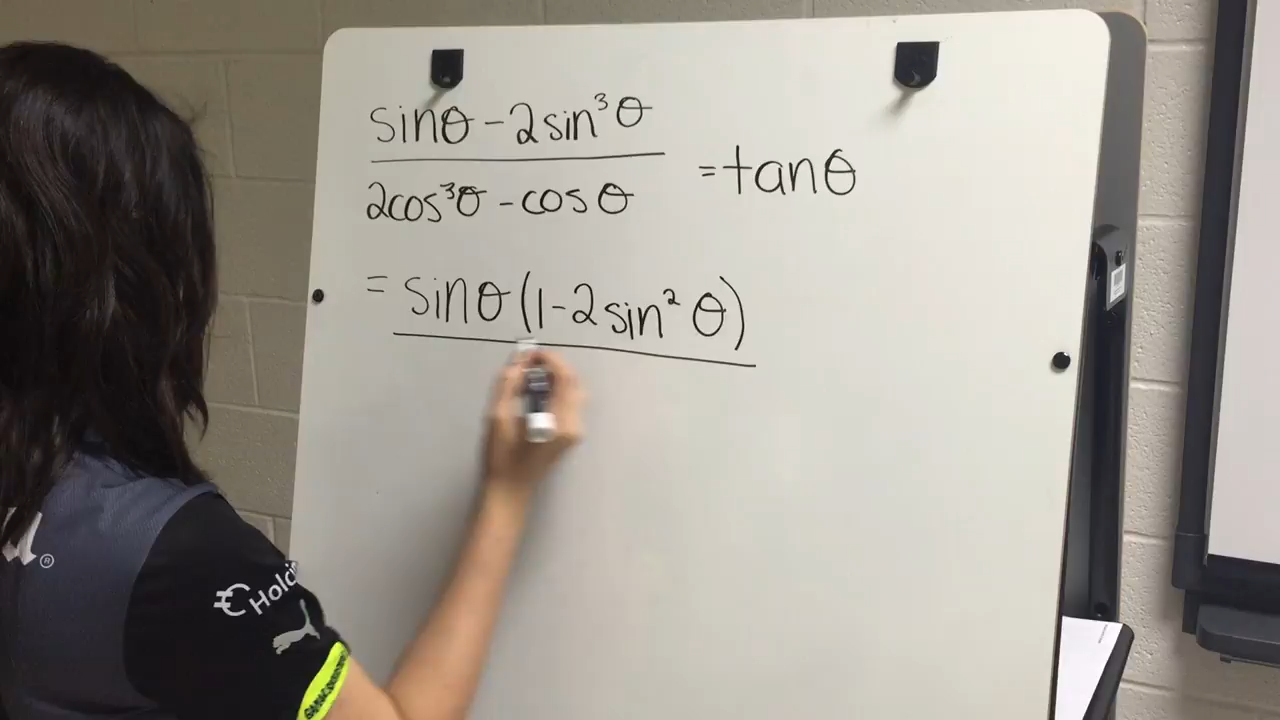 sinθ - 2sin³θ
2cos³θ - cosθ
= tanθ
= sinθ(1 - 2sin²θ)
®